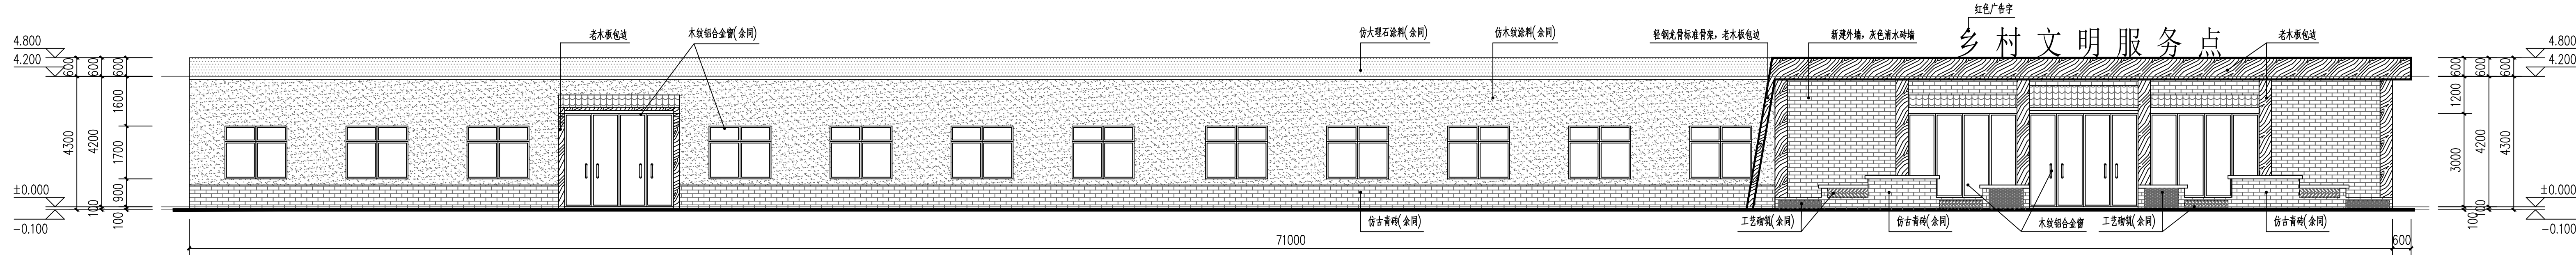 红色广告字
老木板包边
木纹铝合金窗(余同)
仿大理石涂料(余同)
仿木纹涂料(余同)
轻钢龙骨标准骨架，老木板包边
新建外墙，灰色清水砖墙
乡村文明服务点
老木板包边
4.800
4.200
±0.000
-0.100
600
600
600
4300
4200
1600
1700
900
100
100
4.800
4.200
±0.000
-0.100
600
600
600
1200
3000
4200
4300
100
100
仿古青砖(余同)
工艺砌筑(余同)
仿古青砖(余同)
木纹铝合金窗
工艺砌筑(余同)
仿古青砖(余同)
71000
600